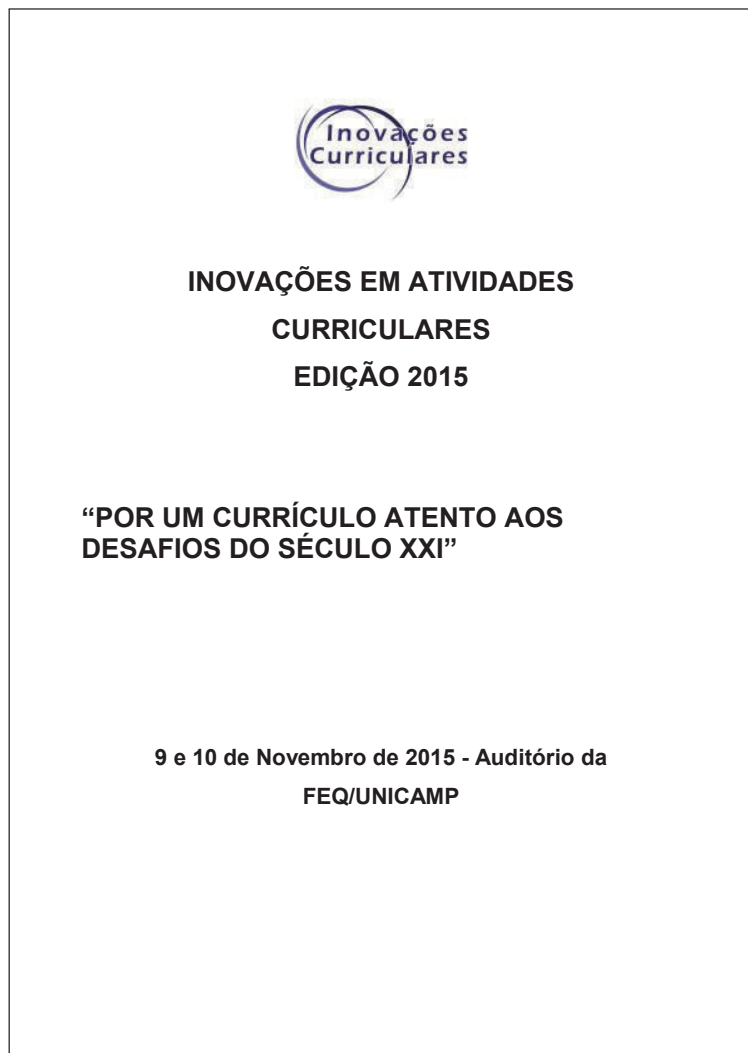 Inovações
Curriculares
INOVAÇÕES EM ATIVIDADES
CURRICULARES
EDIÇÃO 2015
“POR UM CURRÍCULO ATENTO AOS
DESAFIOS DO SÉCULO XXI”
9 e 10 de Novembro de 2015 - Auditório da
FEQ/UNICAMP